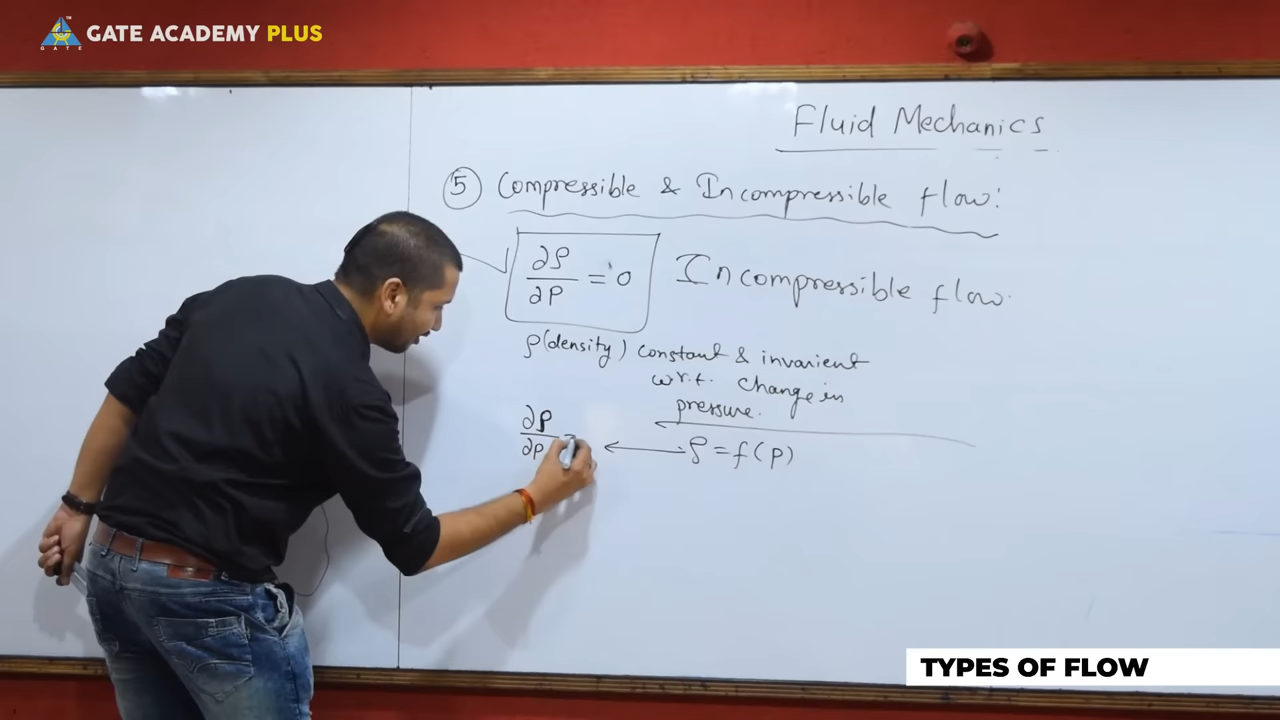 GATE ACADEMY PLUS
GATE
Fluid Mechanics
5 Compressible & Incompressible flow:
∂ρ/∂P = 0 Incompressible flow.
ρ(density) constant & invarient
w.r.t. change in
pressure.
∂ρ/∂p = ← ρ = f(p)
TYPES OF FLOW